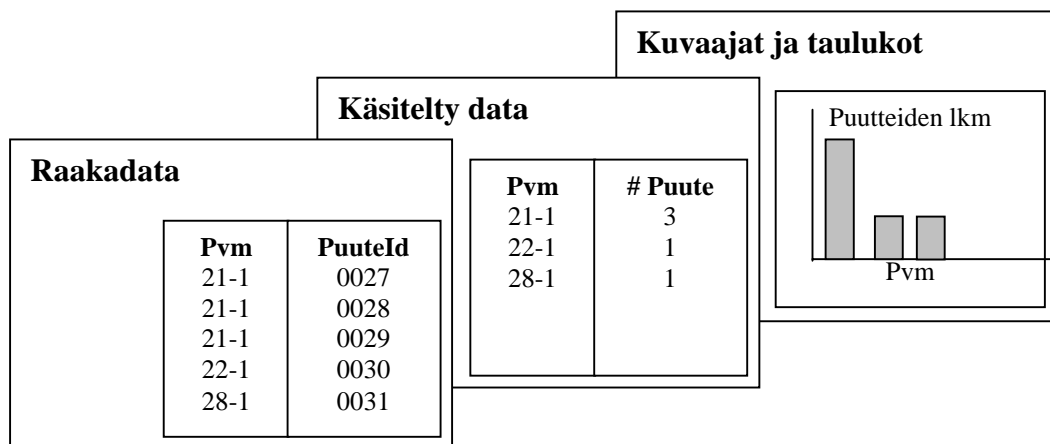 Raakadata
Pvm PuuteId
21-1 0027
21-1 0028
21-1 0029
22-1 0030
28-1 0031
Käsitelty data
Pvm # Puute
21-1 3
22-1 1
28-1 1
Kuvaajat ja taulukot
Puutteiden lkm
Pvm